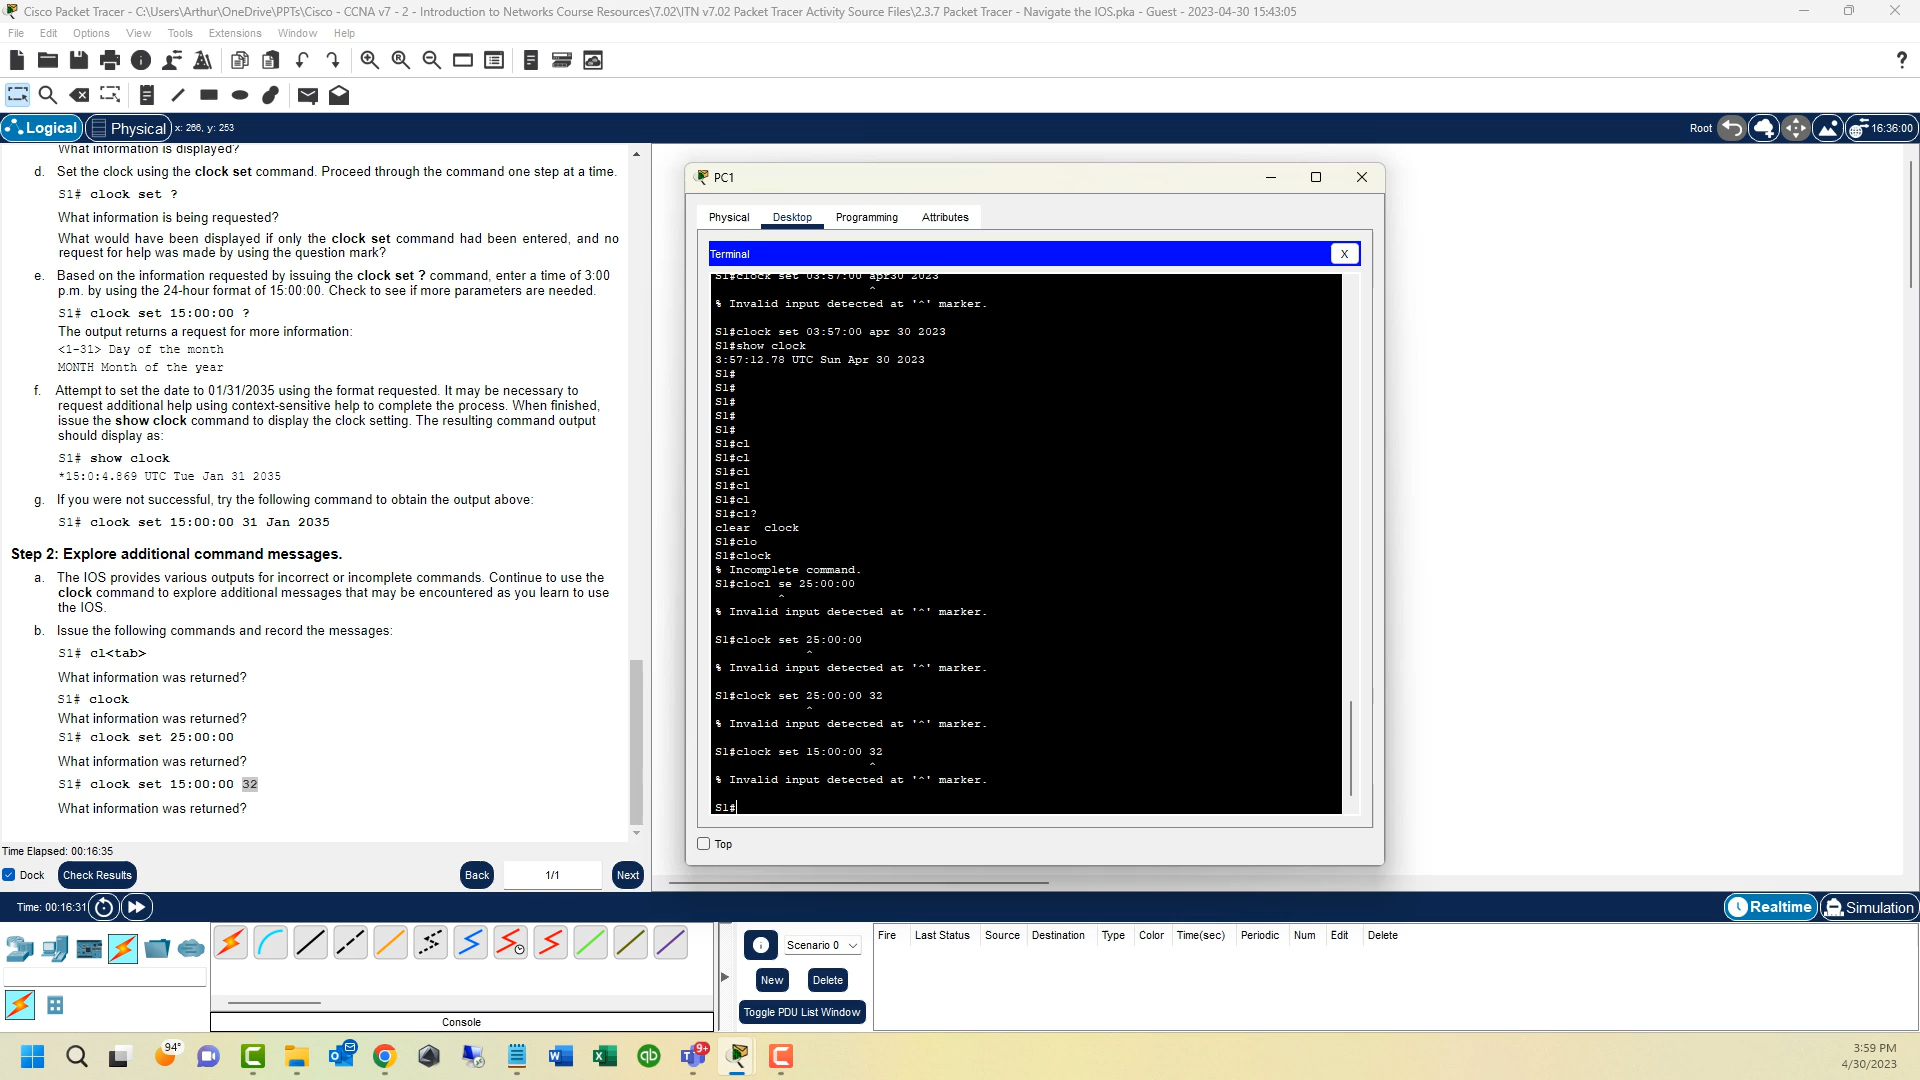 Cisco Packet Tracer - C:\Users\Arthur\OneDrive\PPTs\Cisco - CCNA v7 - 2 - Introduction to Networks Course Resources\7.02\ITN v7.02 Packet Tracer Activity Source Files\2.3.7 Packet Tracer - Navigate the IOS.pka - Guest - 2023-04-30 15:43:05
File Edit Options View Tools Extensions Window Help
Logical Physical x: 266, y: 253
Root 16:36:00
What information is displayed?
d. Set the clock using the clock set command. Proceed through the command one step at a time.
S1# clock set ?
What information is being requested?
What would have been displayed if only the clock set command had been entered, and no
request for help was made by using the question mark?
e. Based on the information requested by issuing the clock set ? command, enter a time of 3:00
p.m. by using the 24-hour format of 15:00:00. Check to see if more parameters are needed.
S1# clock set 15:00:00 ?
The output returns a request for more information:
<1-31> Day of the month
MONTH Month of the year
f. Attempt to set the date to 01/31/2035 using the format requested. It may be necessary to
request additional help using context-sensitive help to complete the process. When finished,
issue the show clock command to display the clock setting. The resulting command output
should display as:
S1# show clock
*15:0:4.869 UTC Tue Jan 31 2035
g. If you were not successful, try the following command to obtain the output above:
S1# clock set 15:00:00 31 Jan 2035
Step 2: Explore additional command messages.
a. The IOS provides various outputs for incorrect or incomplete commands. Continue to use the
clock command to explore additional messages that may be encountered as you learn to use
the IOS.
b. Issue the following commands and record the messages:
S1# cl<tab>
What information was returned?
S1# clock
What information was returned?
S1# clock set 25:00:00
What information was returned?
S1# clock set 15:00:00 32
What information was returned?
Time Elapsed: 00:16:35
Dock Check Results Back 1/1 Next
PC1
Physical Desktop Programming Attributes
Terminal X
S1#clock set 03:57:00 apr30 2023
^
% Invalid input detected at '^' marker.
S1#clock set 03:57:00 apr 30 2023
S1#show clock
3:57:12.78 UTC Sun Apr 30 2023
S1#
S1#
S1#
S1#
S1#
S1#cl
S1#cl
S1#cl
S1#cl
S1#cl
S1#cl?
clear clock
S1#clo
S1#clock
% Incomplete command.
S1#clocl se 25:00:00
^
% Invalid input detected at '^' marker.
S1#clock set 25:00:00
^
% Invalid input detected at '^' marker.
S1#clock set 25:00:00 32
^
% Invalid input detected at '^' marker.
S1#clock set 15:00:00 32
^
% Invalid input detected at '^' marker.
S1#
Top
Time: 00:16:31
Realtime Simulation
Console
Scenario 0
New Delete
Toggle PDU List Window
Fire Last Status Source Destination Type Color Time(sec) Periodic Num Edit Delete
94°
9+
3:59 PM
4/30/2023